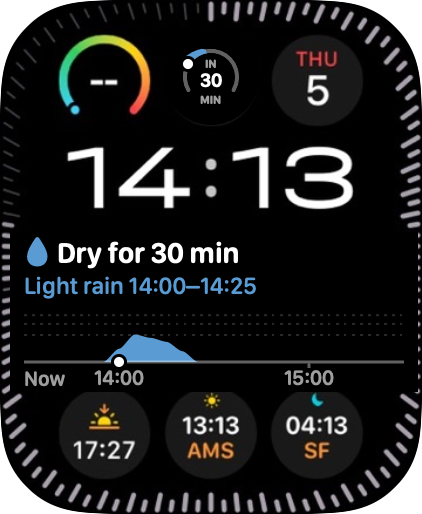 --
IN
30
MIN
THU
5
14:13
Dry for 30 min
Light rain 14:00–14:25
Now 14:00 15:00
17:27
13:13
AMS
04:13
SF